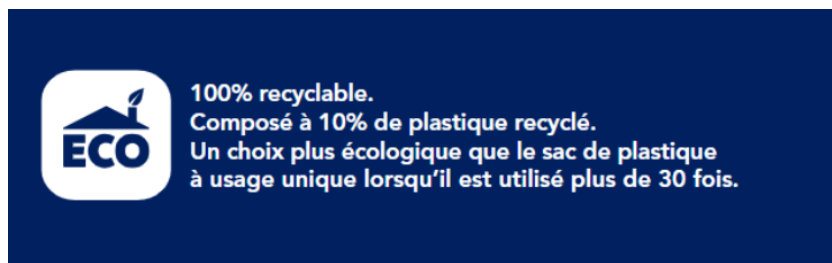 ECO
100% recyclable.
Composé à 10% de plastique recyclé.
Un choix plus écologique que le sac de plastique
à usage unique lorsqu'il est utilisé plus de 30 fois.